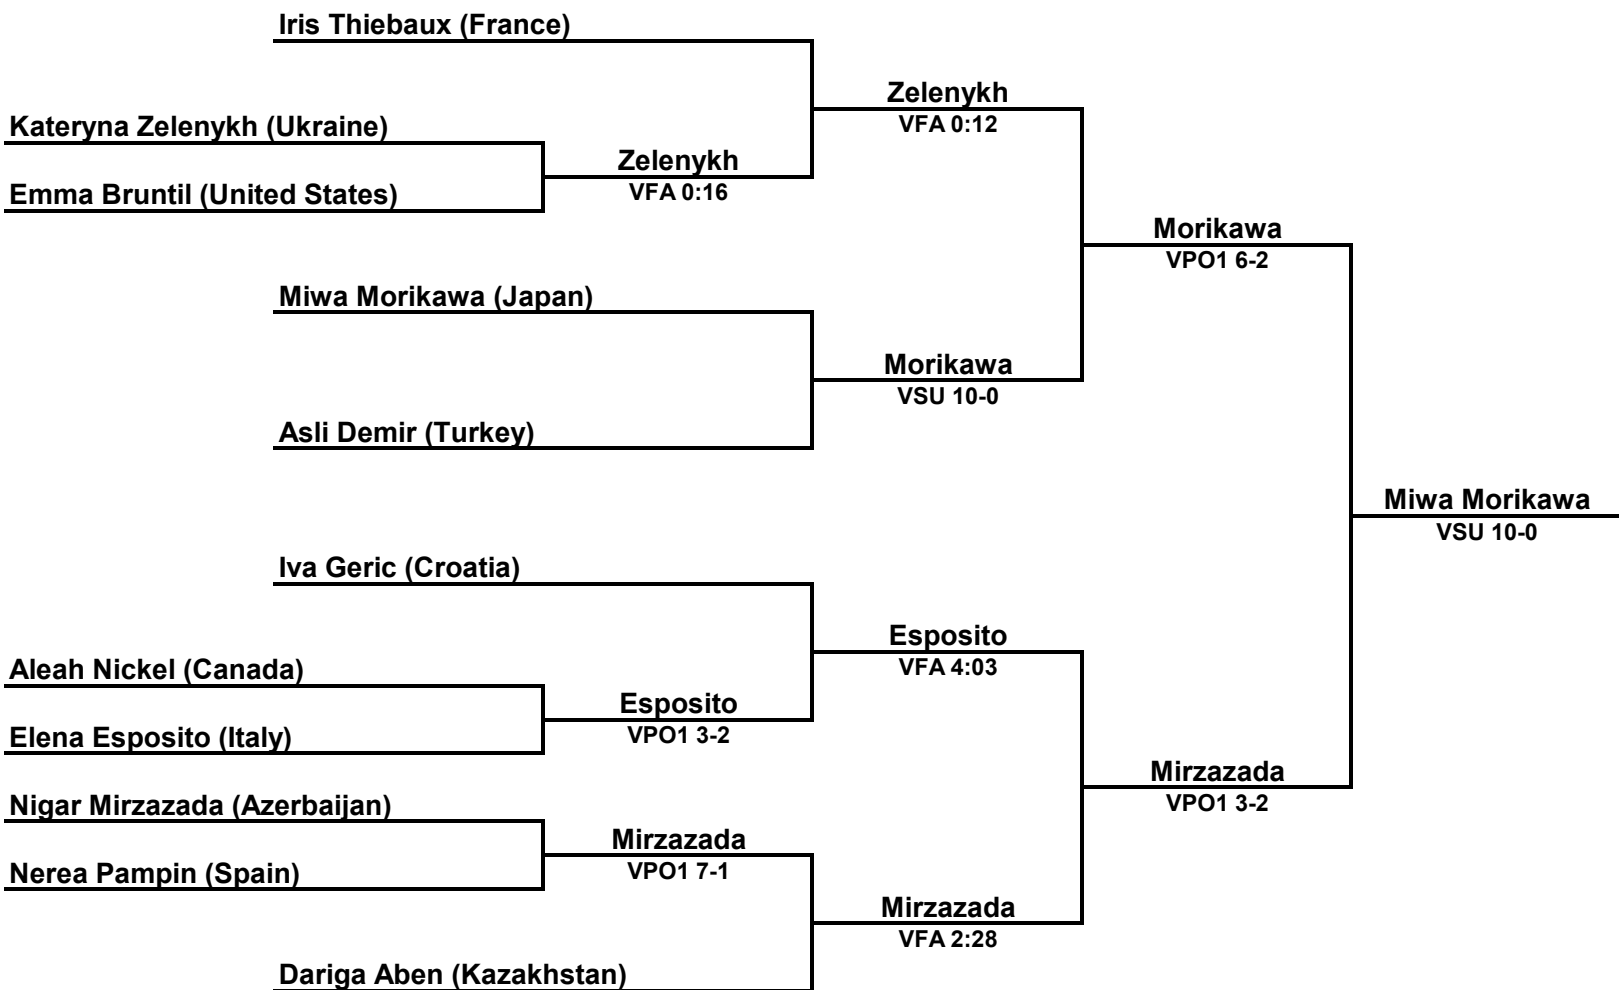 Iris Thiebaux (France)
Zelenykh
VFA 0:12
Kateryna Zelenykh (Ukraine)
Zelenykh
VFA 0:16
Emma Bruntil (United States)
Morikawa
VPO1 6-2
Miwa Morikawa (Japan)
Morikawa
VSU 10-0
Asli Demir (Turkey)
Miwa Morikawa
VSU 10-0
Iva Geric (Croatia)
Esposito
VFA 4:03
Aleah Nickel (Canada)
Esposito
VPO1 3-2
Elena Esposito (Italy)
Mirzazada
VPO1 3-2
Nigar Mirzazada (Azerbaijan)
Mirzazada
VPO1 7-1
Nerea Pampin (Spain)
Mirzazada
VFA 2:28
Dariga Aben (Kazakhstan)